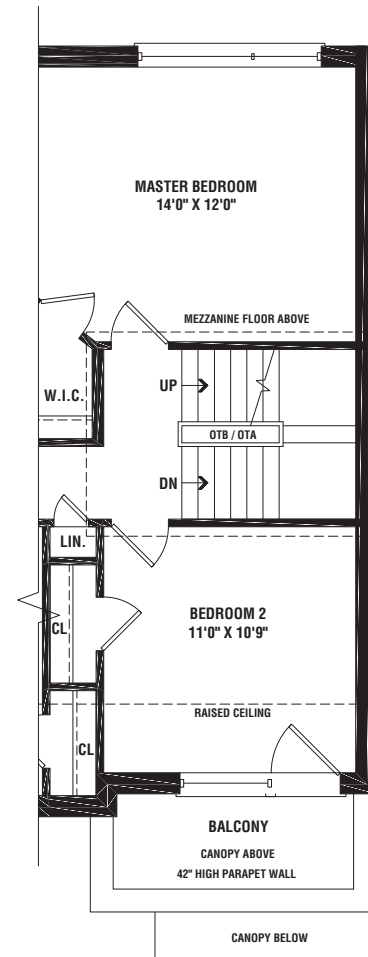 MASTER BEDROOM
14'0" X 12'0"
MEZZANINE FLOOR ABOVE
W.I.C.
UP
OTB / OTA
DN
LIN.
CL
BEDROOM 2
11'0" X 10'9"
RAISED CEILING
CL
BALCONY
CANOPY ABOVE
42" HIGH PARAPET WALL
CANOPY BELOW